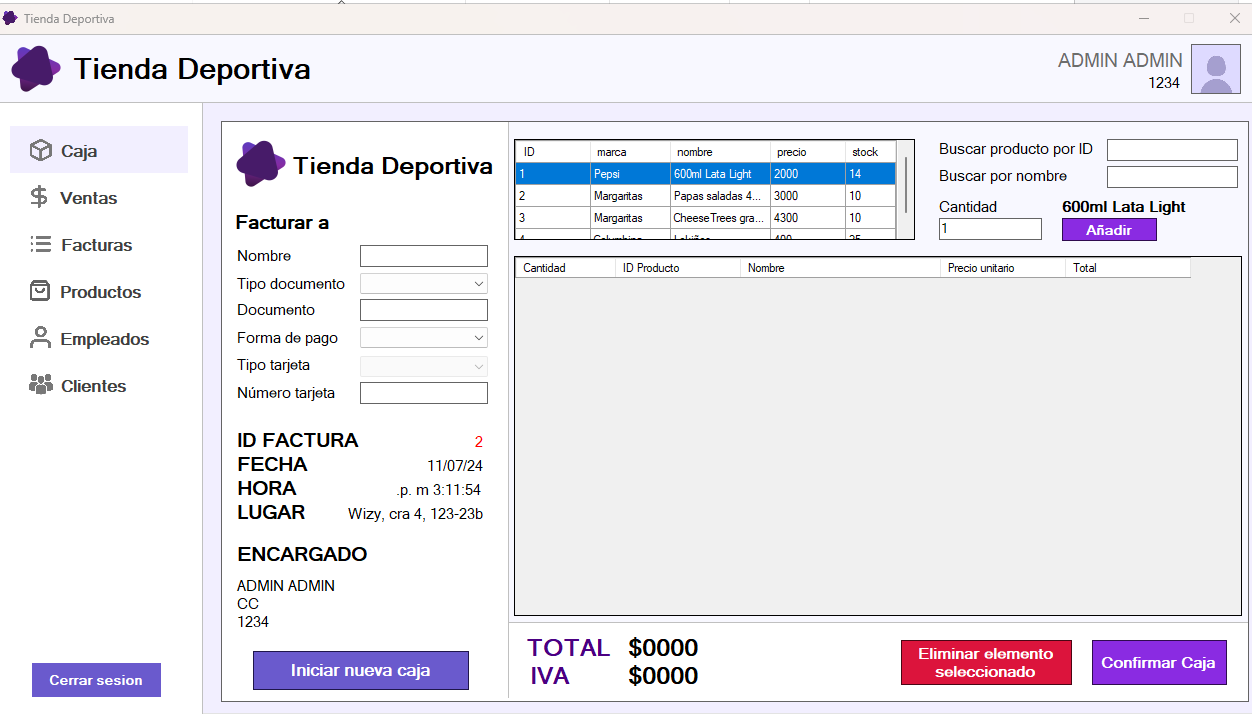 Tienda Deportiva
Tienda Deportiva
ADMIN ADMIN
1234
Caja
Ventas
Facturas
Productos
Empleados
Clientes
Cerrar sesion
Tienda Deportiva
Facturar a
Nombre
Tipo documento
Documento
Forma de pago
Tipo tarjeta
Número tarjeta
ID FACTURA 2
FECHA 11/07/24
HORA .p. m 3:11:54
LUGAR Wizy, cra 4, 123-23b
ENCARGADO
ADMIN ADMIN
CC
1234
Iniciar nueva caja
ID marca nombre precio stock
1 Pepsi 600ml Lata Light 2000 14
2 Margaritas Papas saladas 4... 3000 10
3 Margaritas CheeseTrees gra... 4300 10
Buscar producto por ID
Buscar por nombre
Cantidad 600ml Lata Light
1 Añadir
Cantidad ID Producto Nombre Precio unitario Total
TOTAL $0000
IVA $0000
Eliminar elemento
seleccionado
Confirmar Caja